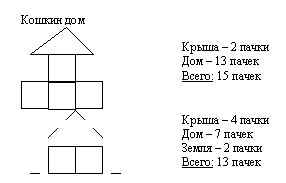 Кошкин дом
Крыша – 2 пачки
Дом – 13 пачек
Всего: 15 пачек
Крыша – 4 пачки
Дом – 7 пачек
Земля – 2 пачки
Всего: 13 пачек